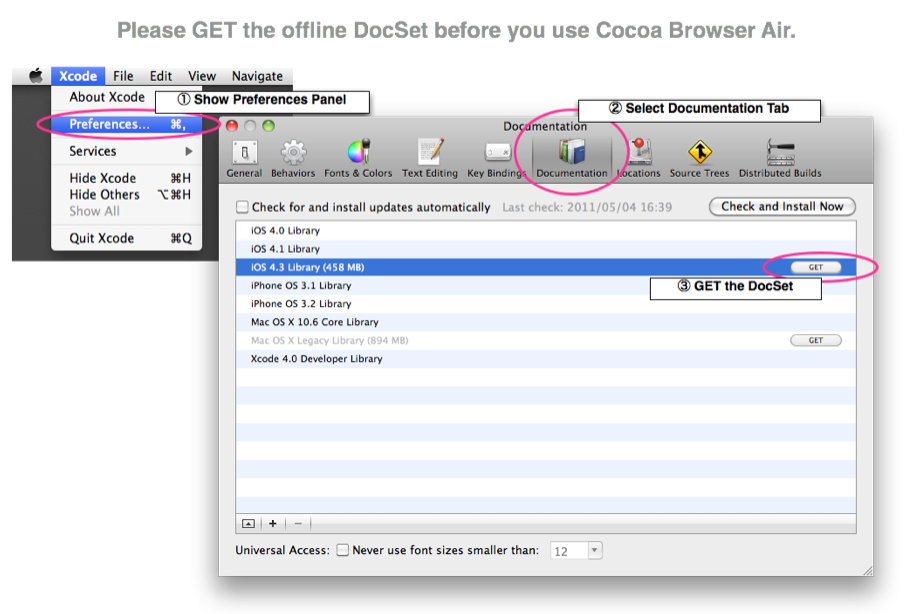 Please GET the offline DocSet before you use Cocoa Browser Air.
Xcode File Edit View Navigate
About Xcode
① Show Preferences Panel
Preferences... ⌘,
Services ▶
Hide Xcode ⌘H
Hide Others ⌥⌘H
Show All
Quit Xcode ⌘Q
② Select Documentation Tab
Documentation
General Behaviors Fonts & Colors Text Editing Key Bindings Documentation Locations Source Trees Distributed Builds
Check for and install updates automatically Last check: 2011/05/04 16:39 Check and Install Now
iOS 4.0 Library
iOS 4.1 Library
iOS 4.3 Library (458 MB) GET
③ GET the DocSet
iPhone OS 3.1 Library
iPhone OS 3.2 Library
Mac OS X 10.6 Core Library
Mac OS X Legacy Library (894 MB) GET
Xcode 4.0 Developer Library
Universal Access: Never use font sizes smaller than: 12